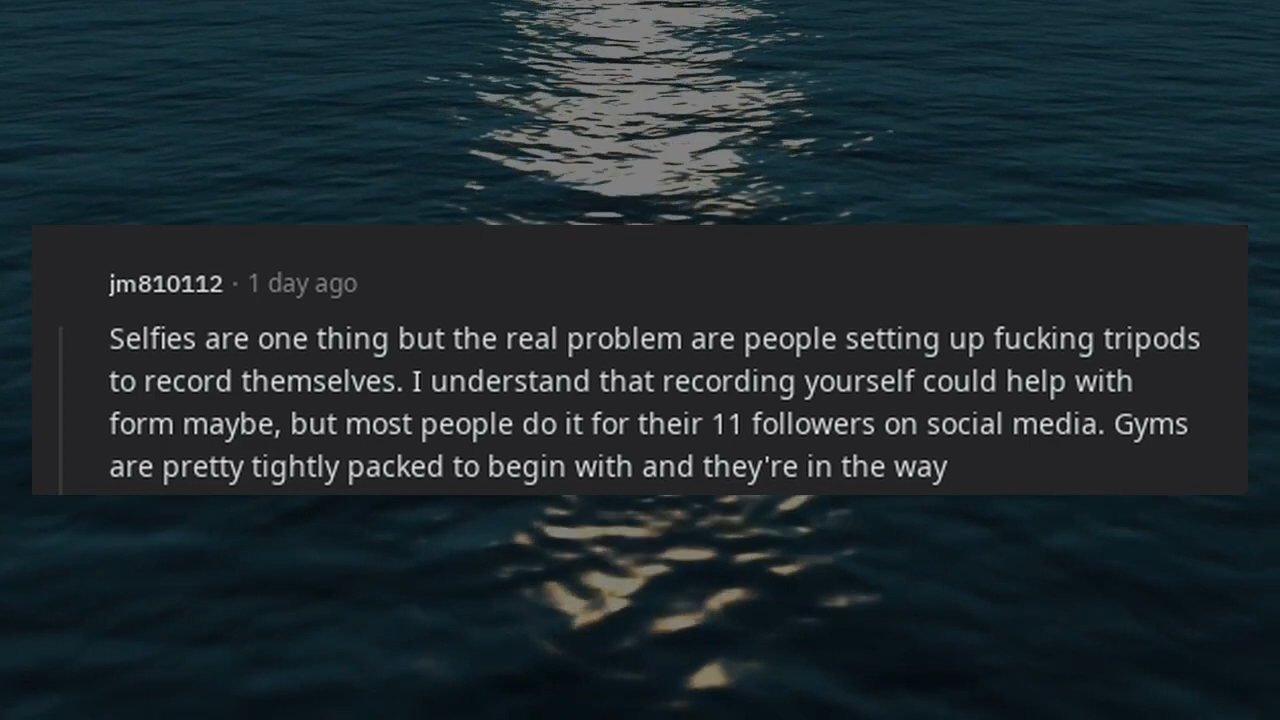 jm810112 · 1 day ago
Selfies are one thing but the real problem are people setting up fucking tripods
to record themselves. I understand that recording yourself could help with
form maybe, but most people do it for their 11 followers on social media. Gyms
are pretty tightly packed to begin with and they're in the way